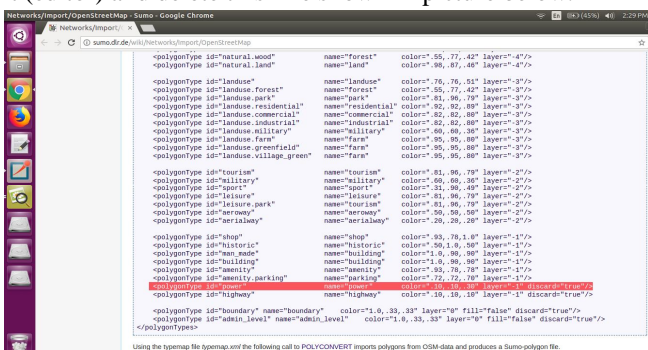 Networks/Import/OpenStreetMap - Sumo - Google Chrome
En (45%) 2:29 PM
Networks/Import/
sumo.dlr.de/wiki/Networks/Import/OpenStreetMap
<polygonType id="natural.wood" name="forest" color=".55,.77,.42" layer="-4"/>
<polygonType id="natural.land" name="land" color=".98,.87,.46" layer="-4"/>
<polygonType id="landuse" name="landuse" color=".76,.76,.51" layer="-3"/>
<polygonType id="landuse.forest" name="forest" color=".55,.77,.42" layer="-3"/>
<polygonType id="landuse.park" name="park" color=".81,.96,.79" layer="-3"/>
<polygonType id="landuse.residential" name="residential" color=".92,.92,.89" layer="-3"/>
<polygonType id="landuse.commercial" name="commercial" color=".82,.82,.80" layer="-3"/>
<polygonType id="landuse.industrial" name="industrial" color=".82,.82,.80" layer="-3"/>
<polygonType id="landuse.military" name="military" color=".60,.60,.36" layer="-3"/>
<polygonType id="landuse.farm" name="farm" color=".95,.95,.80" layer="-3"/>
<polygonType id="landuse.greenfield" name="farm" color=".95,.95,.80" layer="-3"/>
<polygonType id="landuse.village_green" name="farm" color=".95,.95,.80" layer="-3"/>
<polygonType id="tourism" name="tourism" color=".81,.96,.79" layer="-2"/>
<polygonType id="military" name="military" color=".60,.60,.36" layer="-2"/>
<polygonType id="sport" name="sport" color=".31,.90,.49" layer="-2"/>
<polygonType id="leisure" name="leisure" color=".81,.96,.79" layer="-2"/>
<polygonType id="leisure.park" name="tourism" color=".81,.96,.79" layer="-2"/>
<polygonType id="aeroway" name="aeroway" color=".50,.50,.50" layer="-2"/>
<polygonType id="aerialway" name="aerialway" color=".20,.20,.20" layer="-2"/>
<polygonType id="shop" name="shop" color=".93,.78,1.0" layer="-1"/>
<polygonType id="historic" name="historic" color=".50,1.0,.50" layer="-1"/>
<polygonType id="man_made" name="building" color="1.0,.90,.90" layer="-1"/>
<polygonType id="building" name="building" color="1.0,.90,.90" layer="-1"/>
<polygonType id="amenity" name="amenity" color=".93,.78,.78" layer="-1"/>
<polygonType id="amenity.parking" name="parking" color=".72,.72,.70" layer="-1"/>
<polygonType id="power" name="power" color=".10,.10,.30" layer="-1" discard="true"/>
<polygonType id="highway" name="highway" color=".10,.10,.10" layer="-1" discard="true"/>
<polygonType id="boundary" name="boundary" color="1.0,.33,.33" layer="0" fill="false" discard="true"/>
<polygonType id="admin_level" name="admin_level" color="1.0,.33,.33" layer="0" fill="false" discard="true"/>
</polygonTypes>
Using the typemap file typemap.xml the following call to POLYCONVERT imports polygons from OSM-data and produces a Sumo-polygon file.